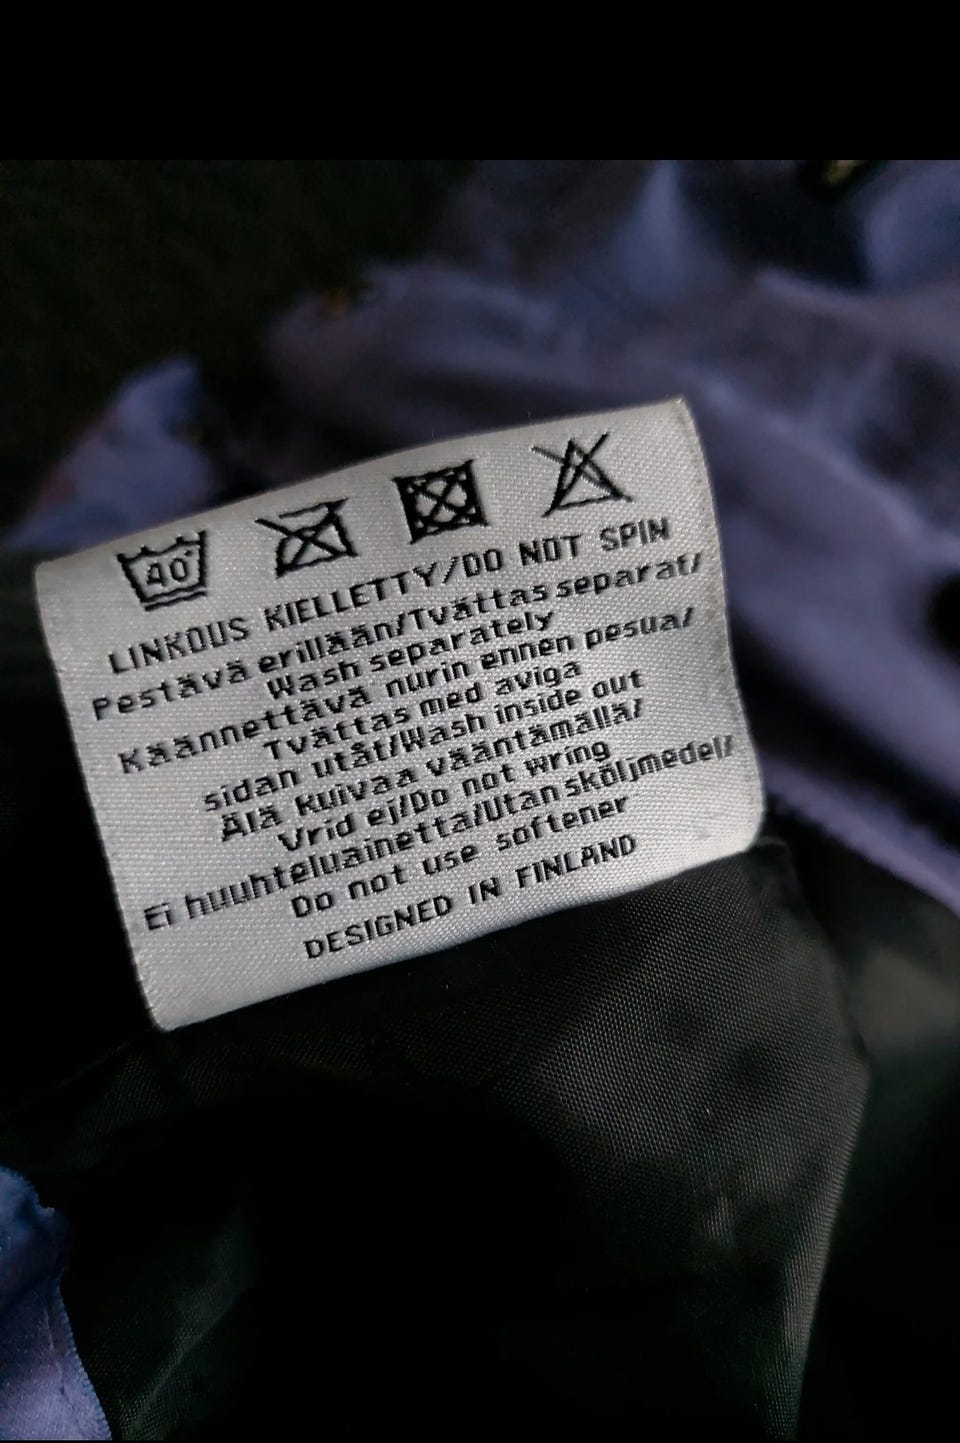 40°
LINKOUS KIELLETTY/DO NOT SPIN
Pestävä erillään/Tvättas separat/
Wash separately
Käännettävä nurin ennen pesua/
Tvättas med aviga
sidan utåt/Wash inside out
Älä kuivaa vääntämällä/
Vrid ej/Do not wring
Ei huuhteluainetta/Utan sköljmedel/
Do not use softener
DESIGNED IN FINLAND